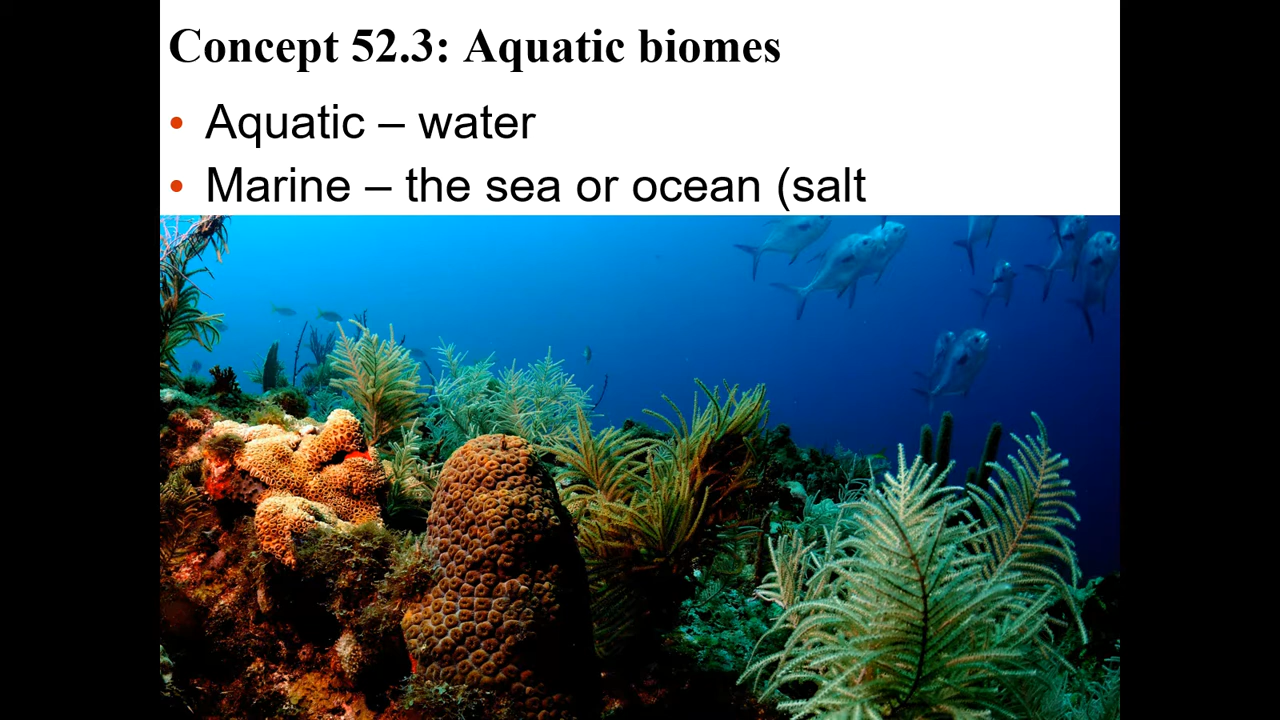 Concept 52.3: Aquatic biomes
• Aquatic – water
• Marine – the sea or ocean (salt